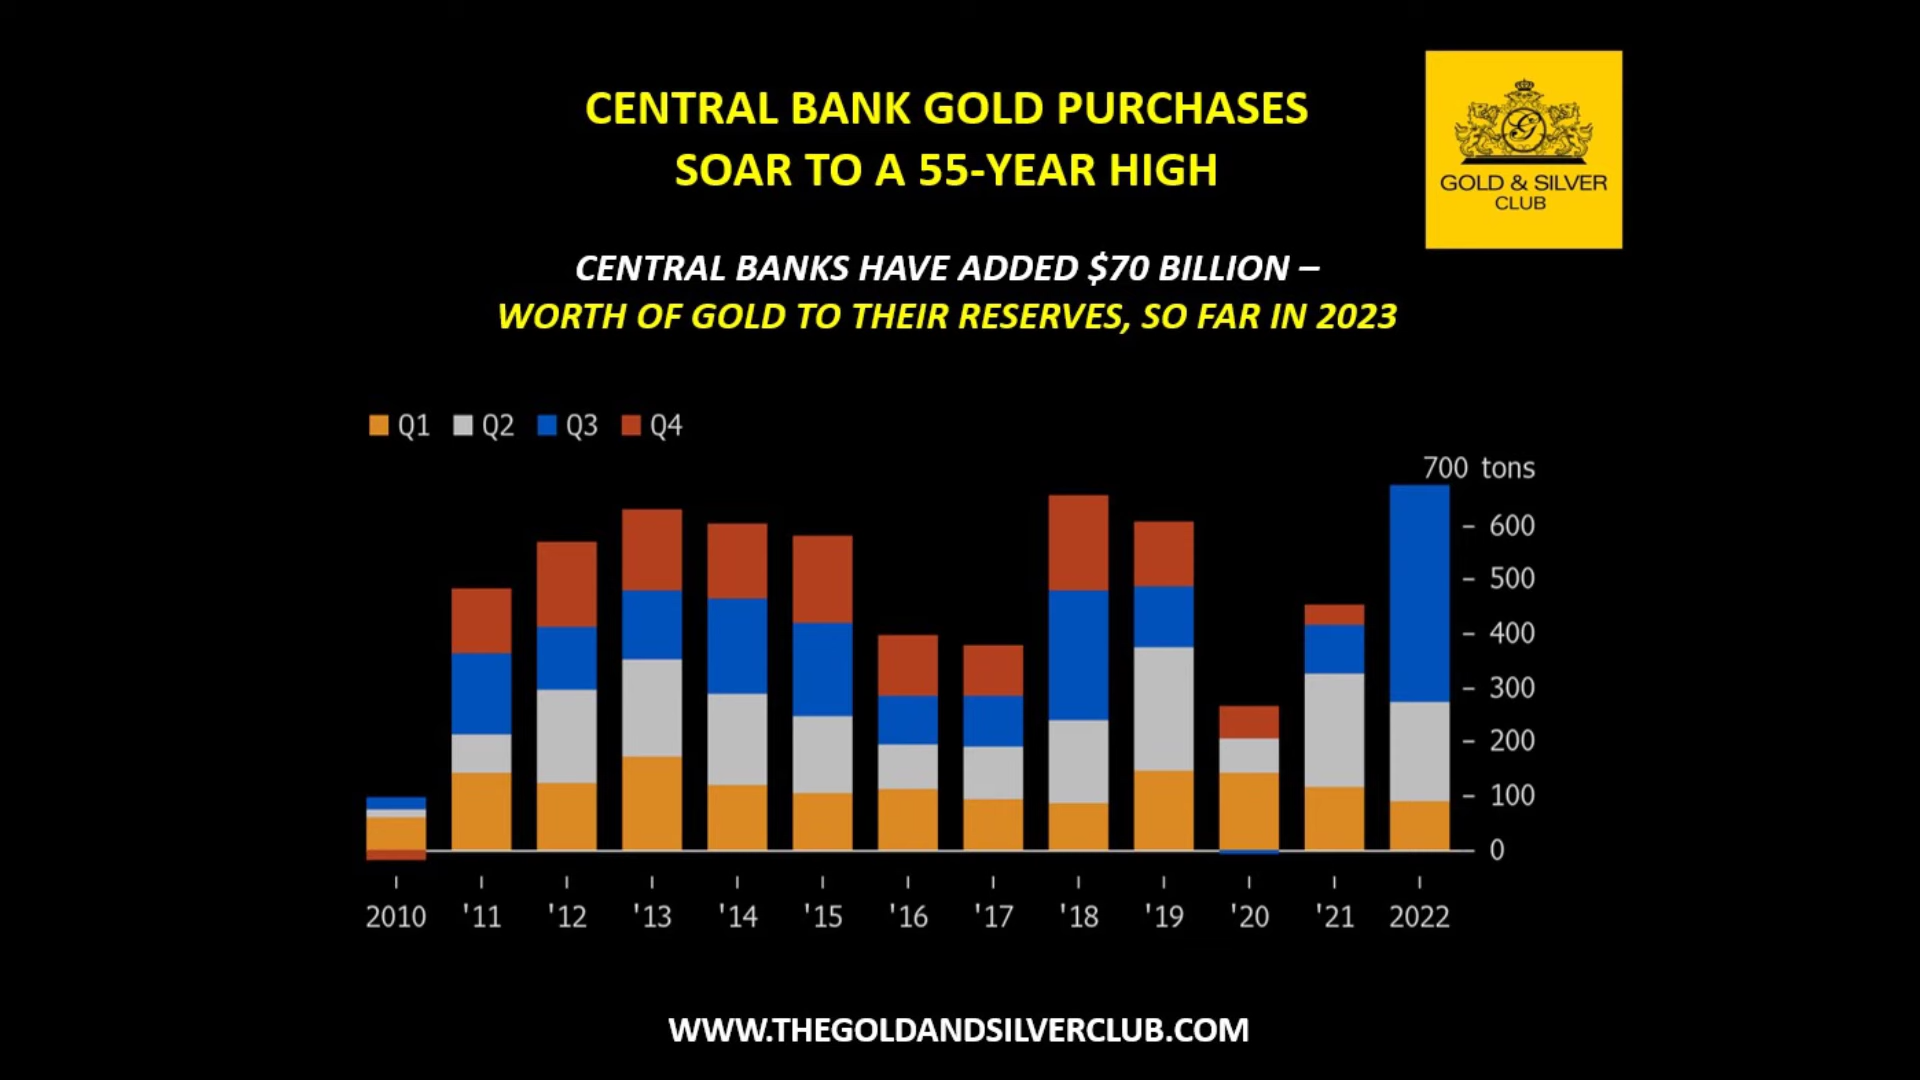 CENTRAL BANK GOLD PURCHASES
SOAR TO A 55-YEAR HIGH
G
GOLD & SILVER
CLUB
CENTRAL BANKS HAVE ADDED $70 BILLION –
WORTH OF GOLD TO THEIR RESERVES, SO FAR IN 2023
Q1 Q2 Q3 Q4
700 tons
600
500
400
300
200
100
0
2010 '11 '12 '13 '14 '15 '16 '17 '18 '19 '20 '21 2022
WWW.THEGOLDANDSILVERCLUB.COM